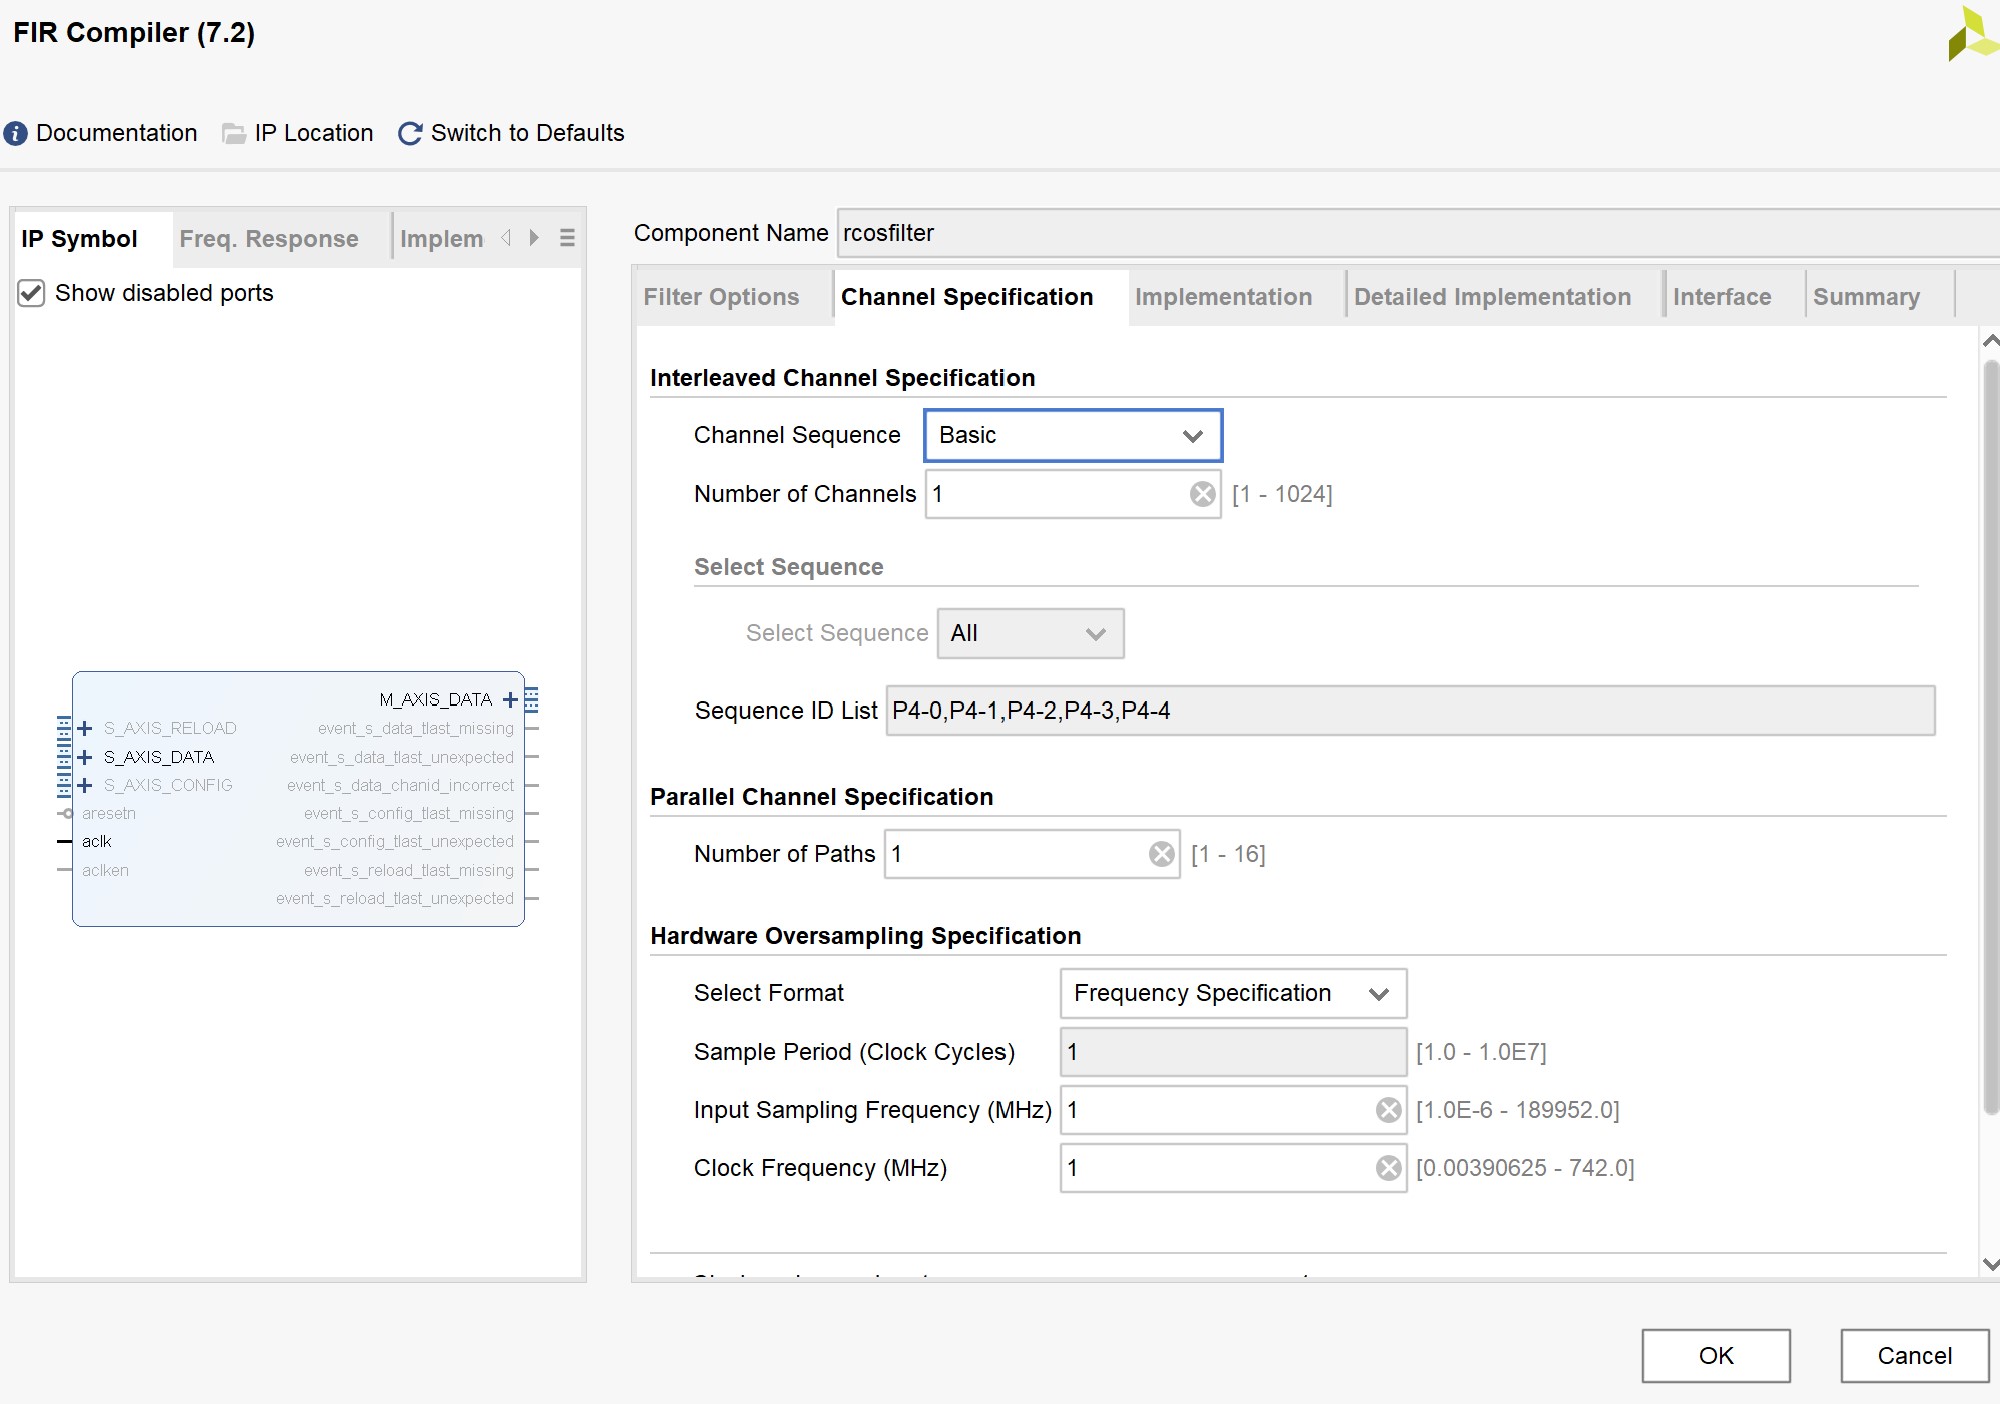 FIR Compiler (7.2)
Documentation IP Location Switch to Defaults
IP Symbol Freq. Response Implem
Show disabled ports
M_AXIS_DATA
S_AXIS_RELOAD event_s_data_tlast_missing
S_AXIS_DATA event_s_data_tlast_unexpected
S_AXIS_CONFIG event_s_data_chanid_incorrect
aresetn event_s_config_tlast_missing
aclk event_s_config_tlast_unexpected
aclken event_s_reload_tlast_missing
event_s_reload_tlast_unexpected
Component Name rcosfilter
Filter Options Channel Specification Implementation Detailed Implementation Interface Summary
Interleaved Channel Specification
Channel Sequence Basic
Number of Channels 1 [1 - 1024]
Select Sequence
Select Sequence All
Sequence ID List P4-0,P4-1,P4-2,P4-3,P4-4
Parallel Channel Specification
Number of Paths 1 [1 - 16]
Hardware Oversampling Specification
Select Format Frequency Specification
Sample Period (Clock Cycles) 1 [1.0 - 1.0E7]
Input Sampling Frequency (MHz) 1 [1.0E-6 - 189952.0]
Clock Frequency (MHz) 1 [0.00390625 - 742.0]
OK Cancel